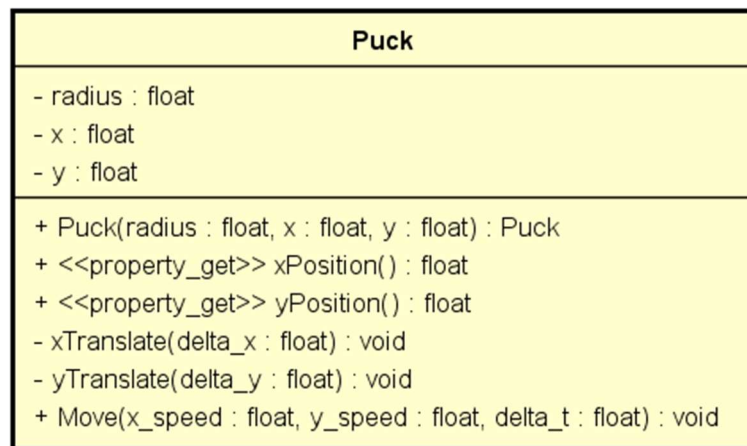 Puck
- radius : float
- x : float
- y : float
+ Puck(radius : float, x : float, y : float) : Puck
+ <<property_get>> xPosition() : float
+ <<property_get>> yPosition() : float
- xTranslate(delta_x : float) : void
- yTranslate(delta_y : float) : void
+ Move(x_speed : float, y_speed : float, delta_t : float) : void